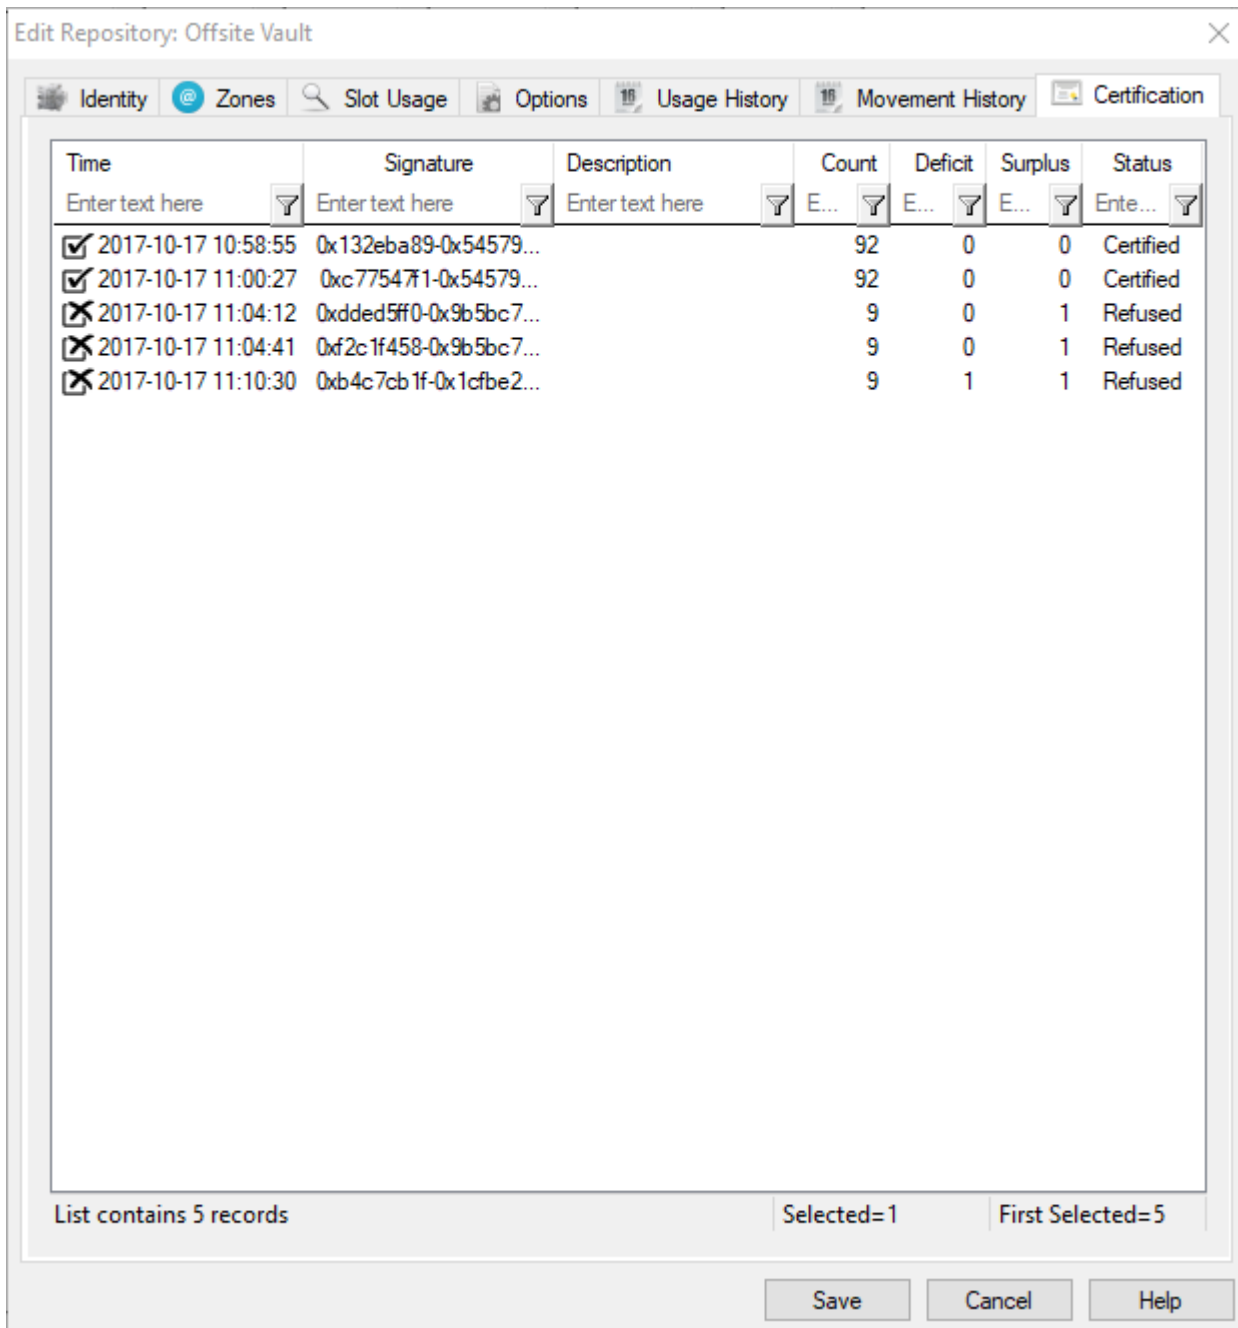 Edit Repository: Offsite Vault
Identity Zones Slot Usage Options Usage History Movement History Certification
Time Signature Description Count Deficit Surplus Status
Enter text here Enter text here Enter text here E... E... E... Ente...
2017-10-17 10:58:55 0x132eba89-0x54579... 92 0 0 Certified
2017-10-17 11:00:27 0xc77547f1-0x54579... 92 0 0 Certified
2017-10-17 11:04:12 0xdded5ff0-0x9b5bc7... 9 0 1 Refused
2017-10-17 11:04:41 0xf2c1f458-0x9b5bc7... 9 0 1 Refused
2017-10-17 11:10:30 0xb4c7cb1f-0x1cfbe2... 9 1 1 Refused
List contains 5 records Selected=1 First Selected=5
Save Cancel Help